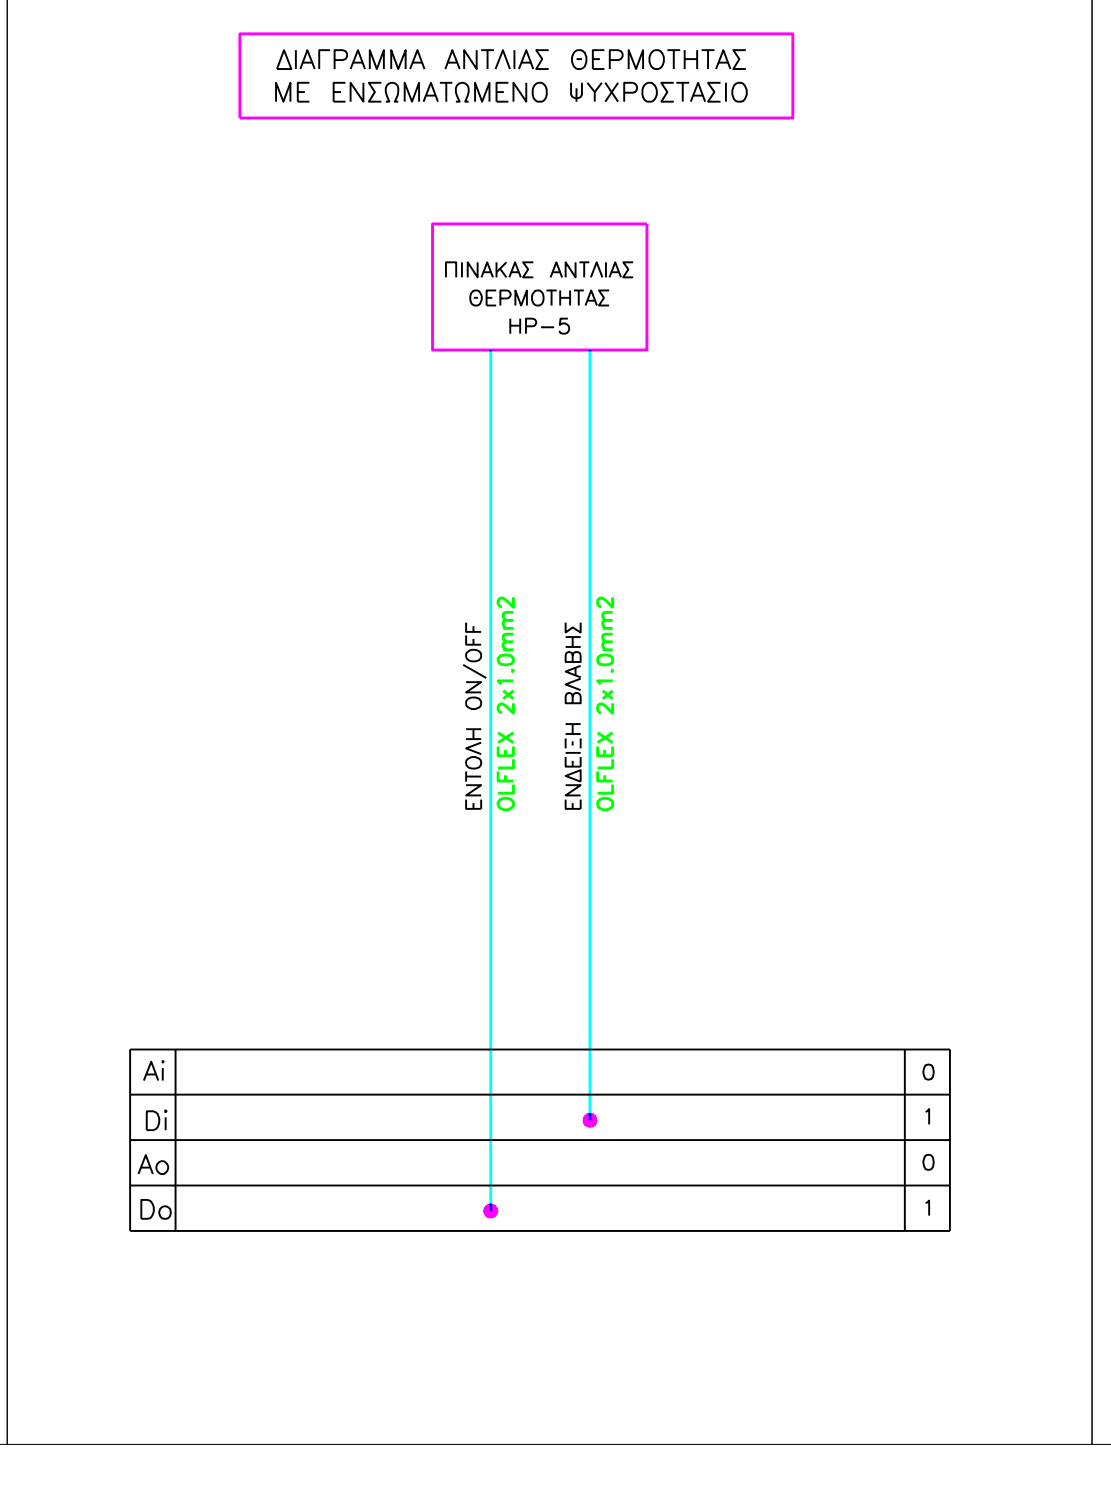 ΔΙΑΓΡΑΜΜΑ ΑΝΤΛΙΑΣ ΘΕΡΜΟΤΗΤΑΣ
ΜΕ ΕΝΣΩΜΑΤΩΜΕΝΟ ΨΥΧΡΟΣΤΑΣΙΟ
ΠΙΝΑΚΑΣ ΑΝΤΛΙΑΣ
ΘΕΡΜΟΤΗΤΑΣ
HP-5
ΕΝΤΟΛΗ ON/OFF
OLFLEX 2x1.0mm2
ΕΝΔΕΙΞΗ ΒΛΑΒΗΣ
OLFLEX 2x1.0mm2
Ai 0
Di 1
Ao 0
Do 1